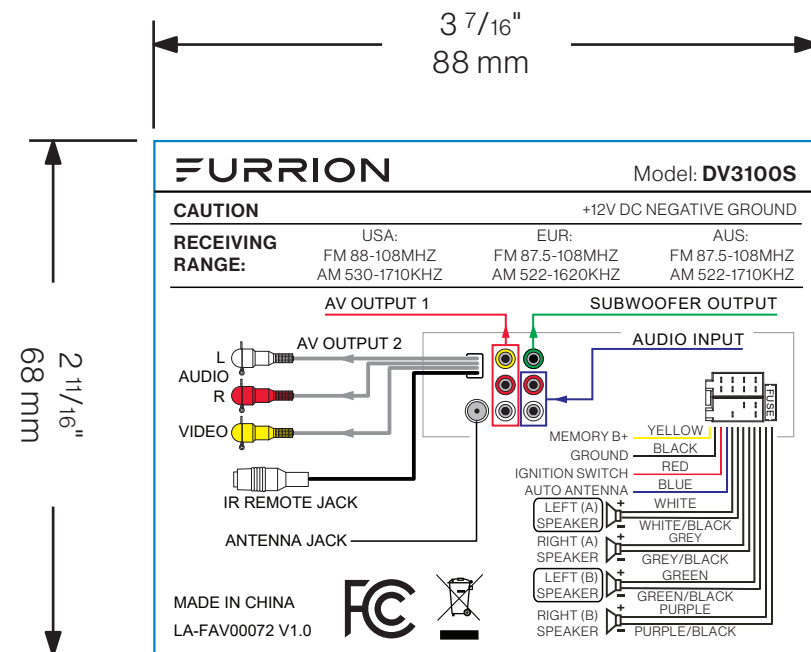 3 7/16"
88 mm
2 11/16"
68 mm
FURRION
Model: DV3100S
CAUTION
+12V DC NEGATIVE GROUND
RECEIVING RANGE:
USA:
FM 88-108MHZ
AM 530-1710KHZ
EUR:
FM 87.5-108MHZ
AM 522-1620KHZ
AUS:
FM 87.5-108MHZ
AM 522-1710KHZ
AV OUTPUT 1
SUBWOOFER OUTPUT
AV OUTPUT 2
AUDIO INPUT
L
AUDIO
R
VIDEO
FUSE
MEMORY B+
YELLOW
GROUND
BLACK
IGNITION SWITCH
RED
AUTO ANTENNA
BLUE
IR REMOTE JACK
ANTENNA JACK
LEFT (A)
SPEAKER
+
-
WHITE
WHITE/BLACK
RIGHT (A)
SPEAKER
+
-
GREY
GREY/BLACK
LEFT (B)
SPEAKER
+
-
GREEN
GREEN/BLACK
RIGHT (B)
SPEAKER
+
-
PURPLE
PURPLE/BLACK
MADE IN CHINA
LA-FAV00072 V1.0
FC